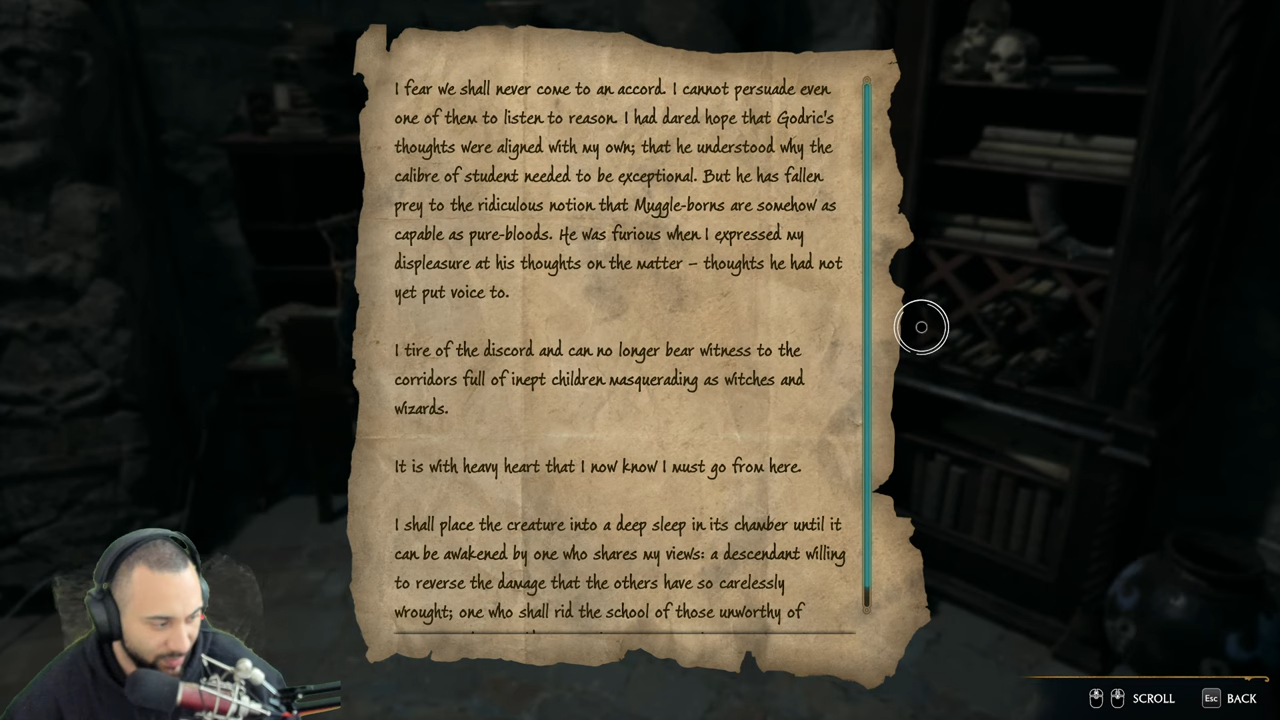 I fear we shall never come to an accord. I cannot persuade even
one of them to listen to reason. I had dared hope that Godric's
thoughts were aligned with my own; that he understood why the
calibre of student needed to be exceptional. But he has fallen
prey to the ridiculous notion that Muggle-borns are somehow as
capable as pure-bloods. He was furious when I expressed my
displeasure at his thoughts on the matter – thoughts he had not
yet put voice to.
I tire of the discord and can no longer bear witness to the
corridors full of inept children masquerading as witches and
wizards.
It is with heavy heart that I now know I must go from here.
I shall place the creature into a deep sleep in its chamber until it
can be awakened by one who shares my views: a descendant willing
to reverse the damage that the others have so carelessly
wrought; one who shall rid the school of those unworthy of
SCROLL
Esc BACK